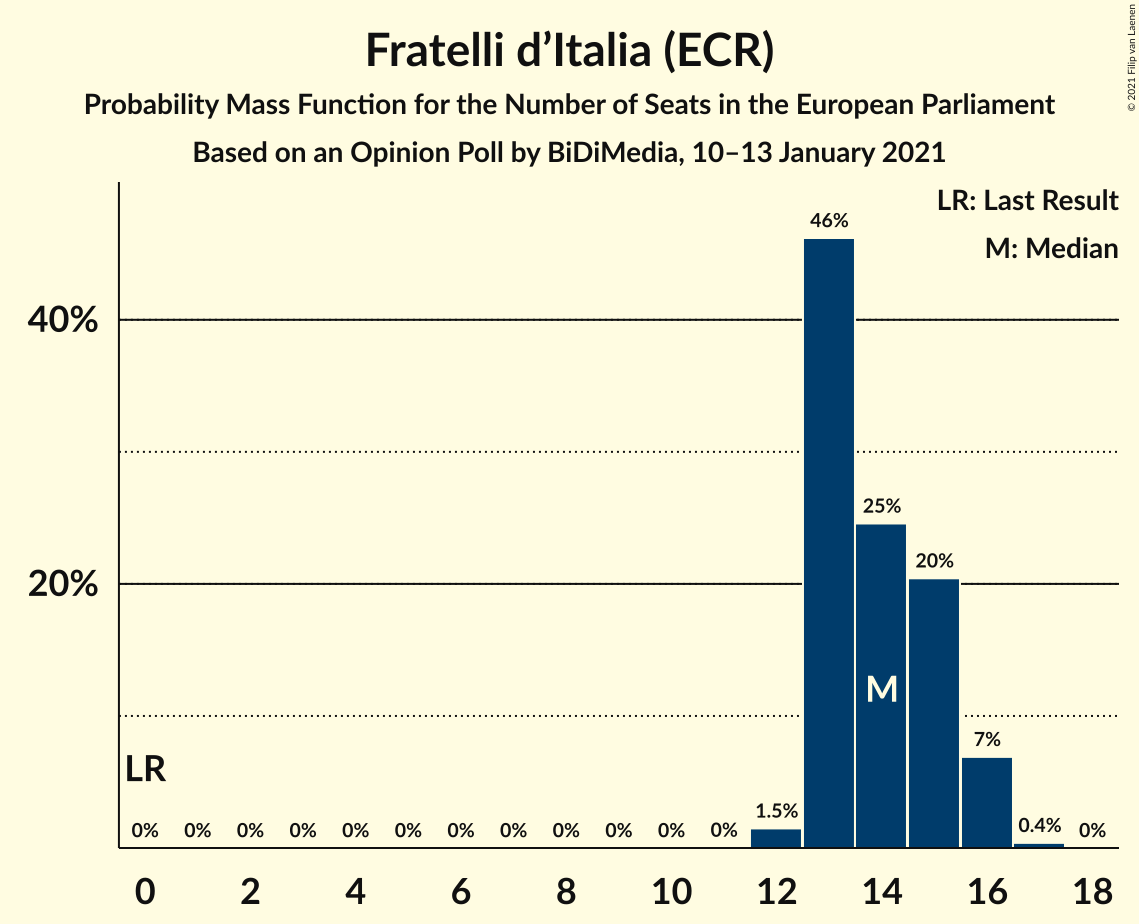 Fratelli d’Italia (ECR)
Probability Mass Function for the Number of Seats in the European Parliament
Based on an Opinion Poll by BiDiMedia, 10–13 January 2021
© 2021 Filip van Laenen
LR: Last Result
M: Median
40%
20%
46%
25%
20%
M
7%
LR
0% 0% 0% 0% 0% 0% 0% 0% 0% 0% 0% 0% 1.5% 0.4% 0%
0 2 4 6 8 10 12 14 16 18